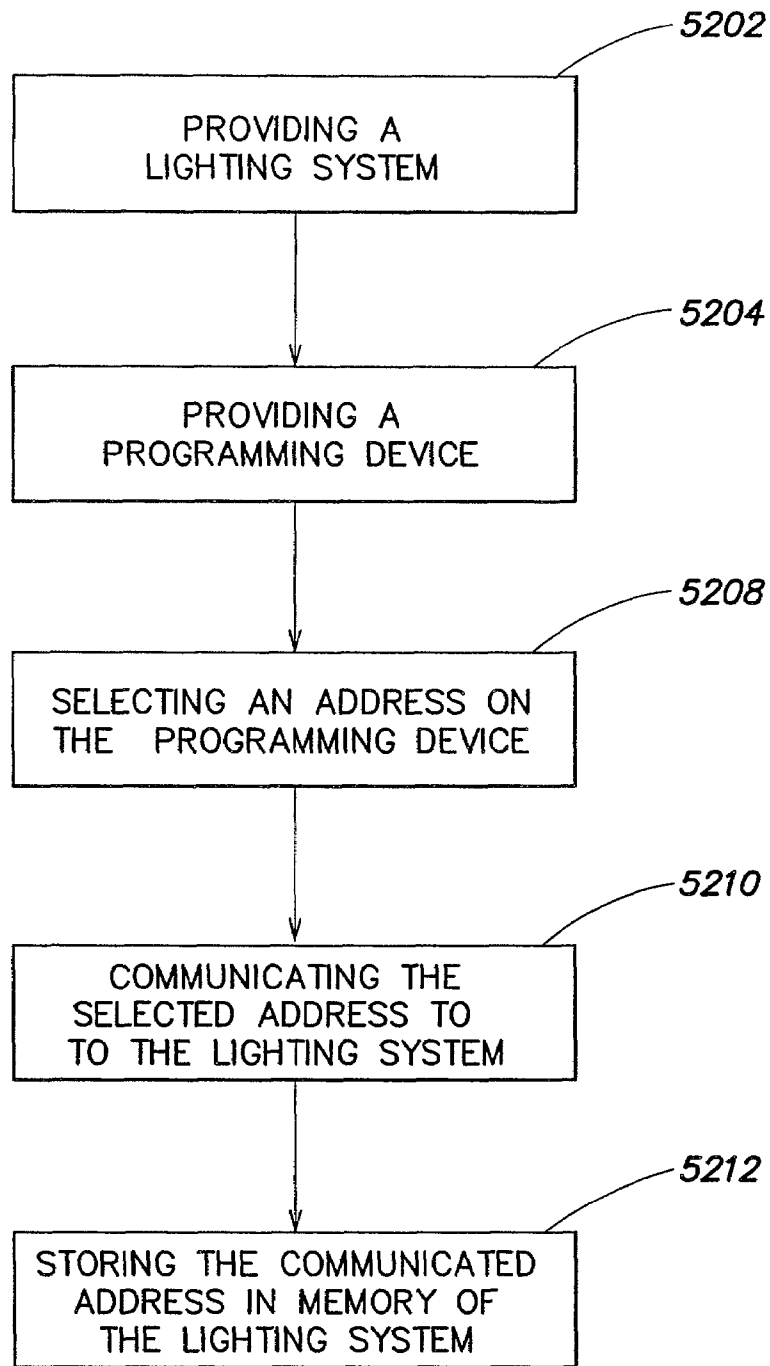 5202
PROVIDING A
LIGHTING SYSTEM
5204
PROVIDING A
PROGRAMMING DEVICE
5208
SELECTING AN ADDRESS ON
THE PROGRAMMING DEVICE
5210
COMMUNICATING THE
SELECTED ADDRESS TO
TO THE LIGHTING SYSTEM
5212
STORING THE COMMUNICATED
ADDRESS IN MEMORY OF
THE LIGHTING SYSTEM